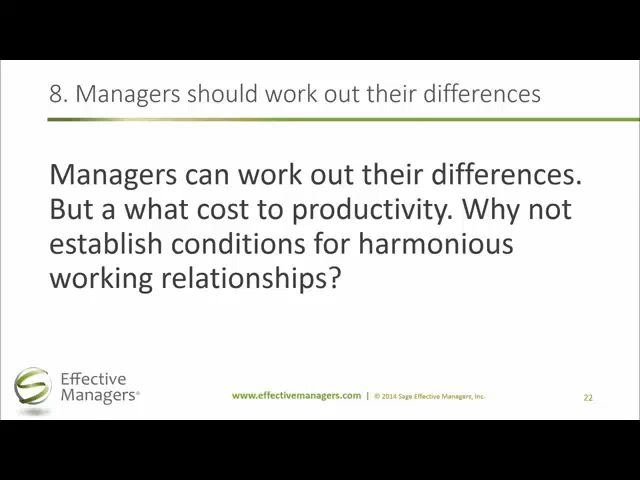 8. Managers should work out their differences
Managers can work out their differences.
But a what cost to productivity. Why not
establish conditions for harmonious
working relationships?
Effective
Managers®
www.effectivemanagers.com | © 2014 Sage Effective Managers, Inc.
22